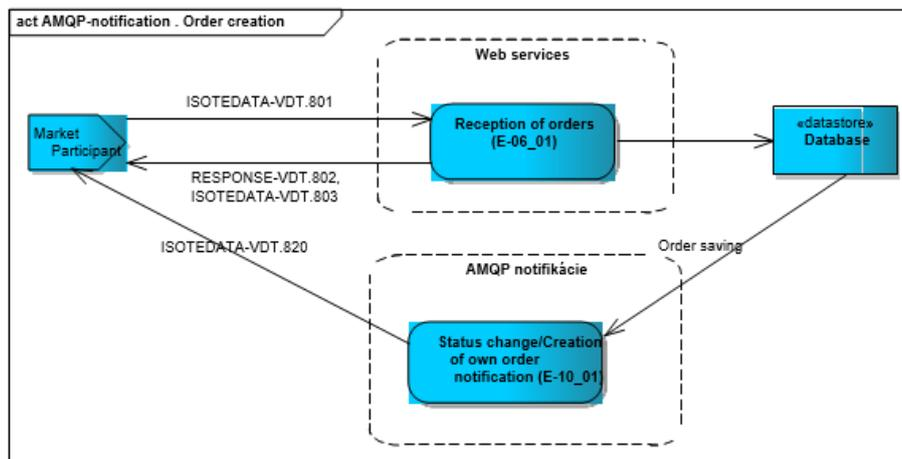 act AMQP-notification . Order creation
Web services
ISOTEDATA-VDT.801
Market
Participant
Reception of orders
(E-06_01)
«datastore»
Database
RESPONSE-VDT.802,
ISOTEDATA-VDT.803
ISOTEDATA-VDT.820
Order saving
AMQP notifikácie
Status change/Creation
of own order
notification (E-10_01)